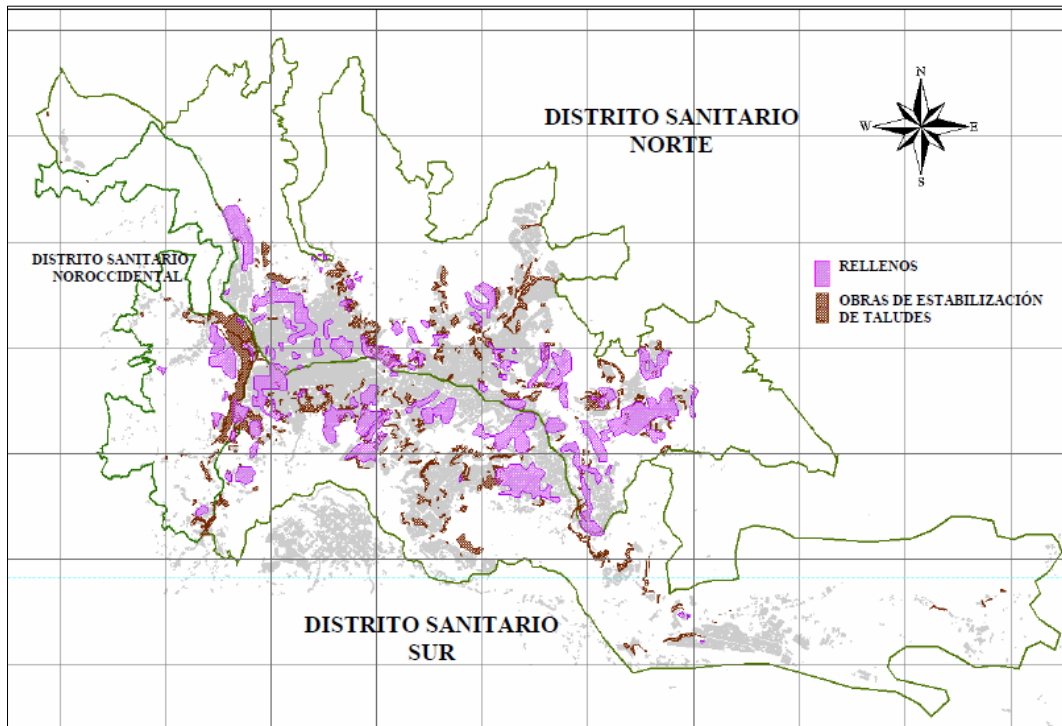 DISTRITO SANITARIO
NORTE
N
W
E
S
DISTRITO SANITARIO
NOROCCIDENTAL
RELLENOS
OBRAS DE ESTABILIZACIÓN
DE TALUDES
DISTRITO SANITARIO
SUR